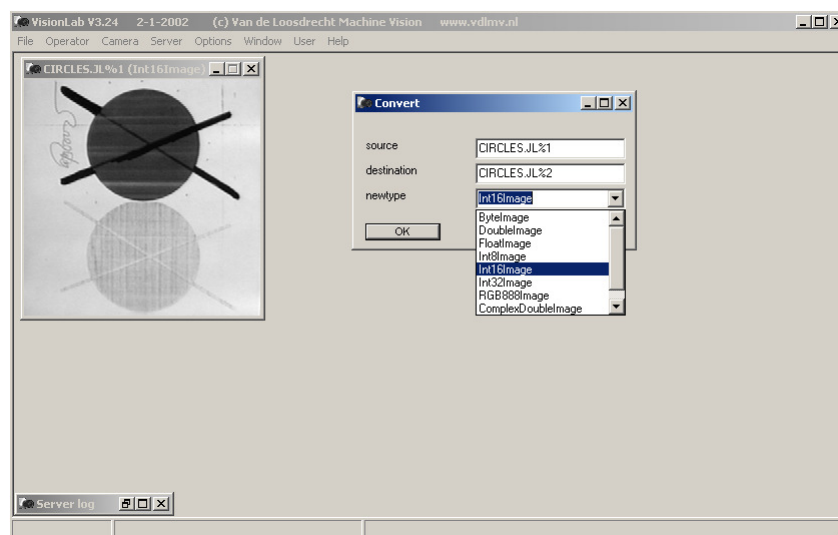 VisionLab V3.24 2-1-2002 (c) Van de Loosdrecht Machine Vision www.vdlmv.nl
File Operator Camera Server Options Window User Help
CIRCLES.JL%1 (Int16Image)
Convert
source CIRCLES.JL%1
destination CIRCLES.JL%2
newtype Int16Image
OK
ByteImage
DoubleImage
FloatImage
Int8Image
Int16Image
Int32Image
RGB888Image
ComplexDoubleImage
Server log